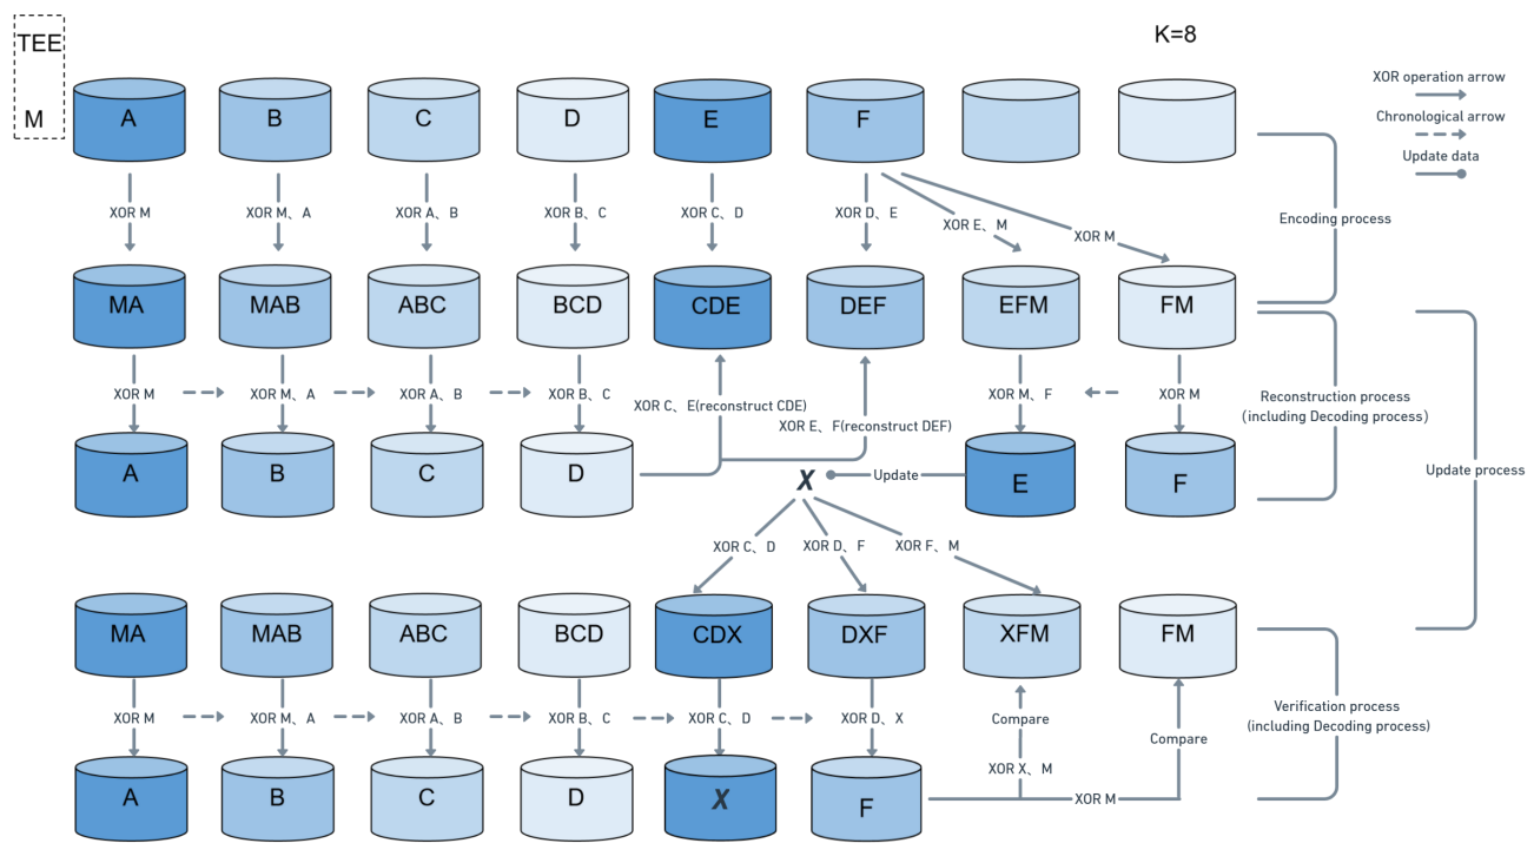 TEE
K=8
XOR operation arrow
M
A
B
C
D
E
F
Chronological arrow
Update data
XOR M
XOR M、A
XOR A、B
XOR B、C
XOR C、D
XOR D、E
XOR E、M
XOR M
Encoding process
MA
MAB
ABC
BCD
CDE
DEF
EFM
FM
XOR M
XOR M、A
XOR A、B
XOR B、C
XOR C、E(reconstruct CDE)
XOR E、F(reconstruct DEF)
XOR M、F
XOR M
Reconstruction process
(including Decoding process)
A
B
C
D
X
Update
E
F
Update process
XOR C、D
XOR D、F
XOR F、M
MA
MAB
ABC
BCD
CDX
DXF
XFM
FM
XOR M
XOR M、A
XOR A、B
XOR B、C
XOR C、D
XOR D、X
Compare
Compare
Verification process
(including Decoding process)
XOR X、M
A
B
C
D
X
F
XOR M